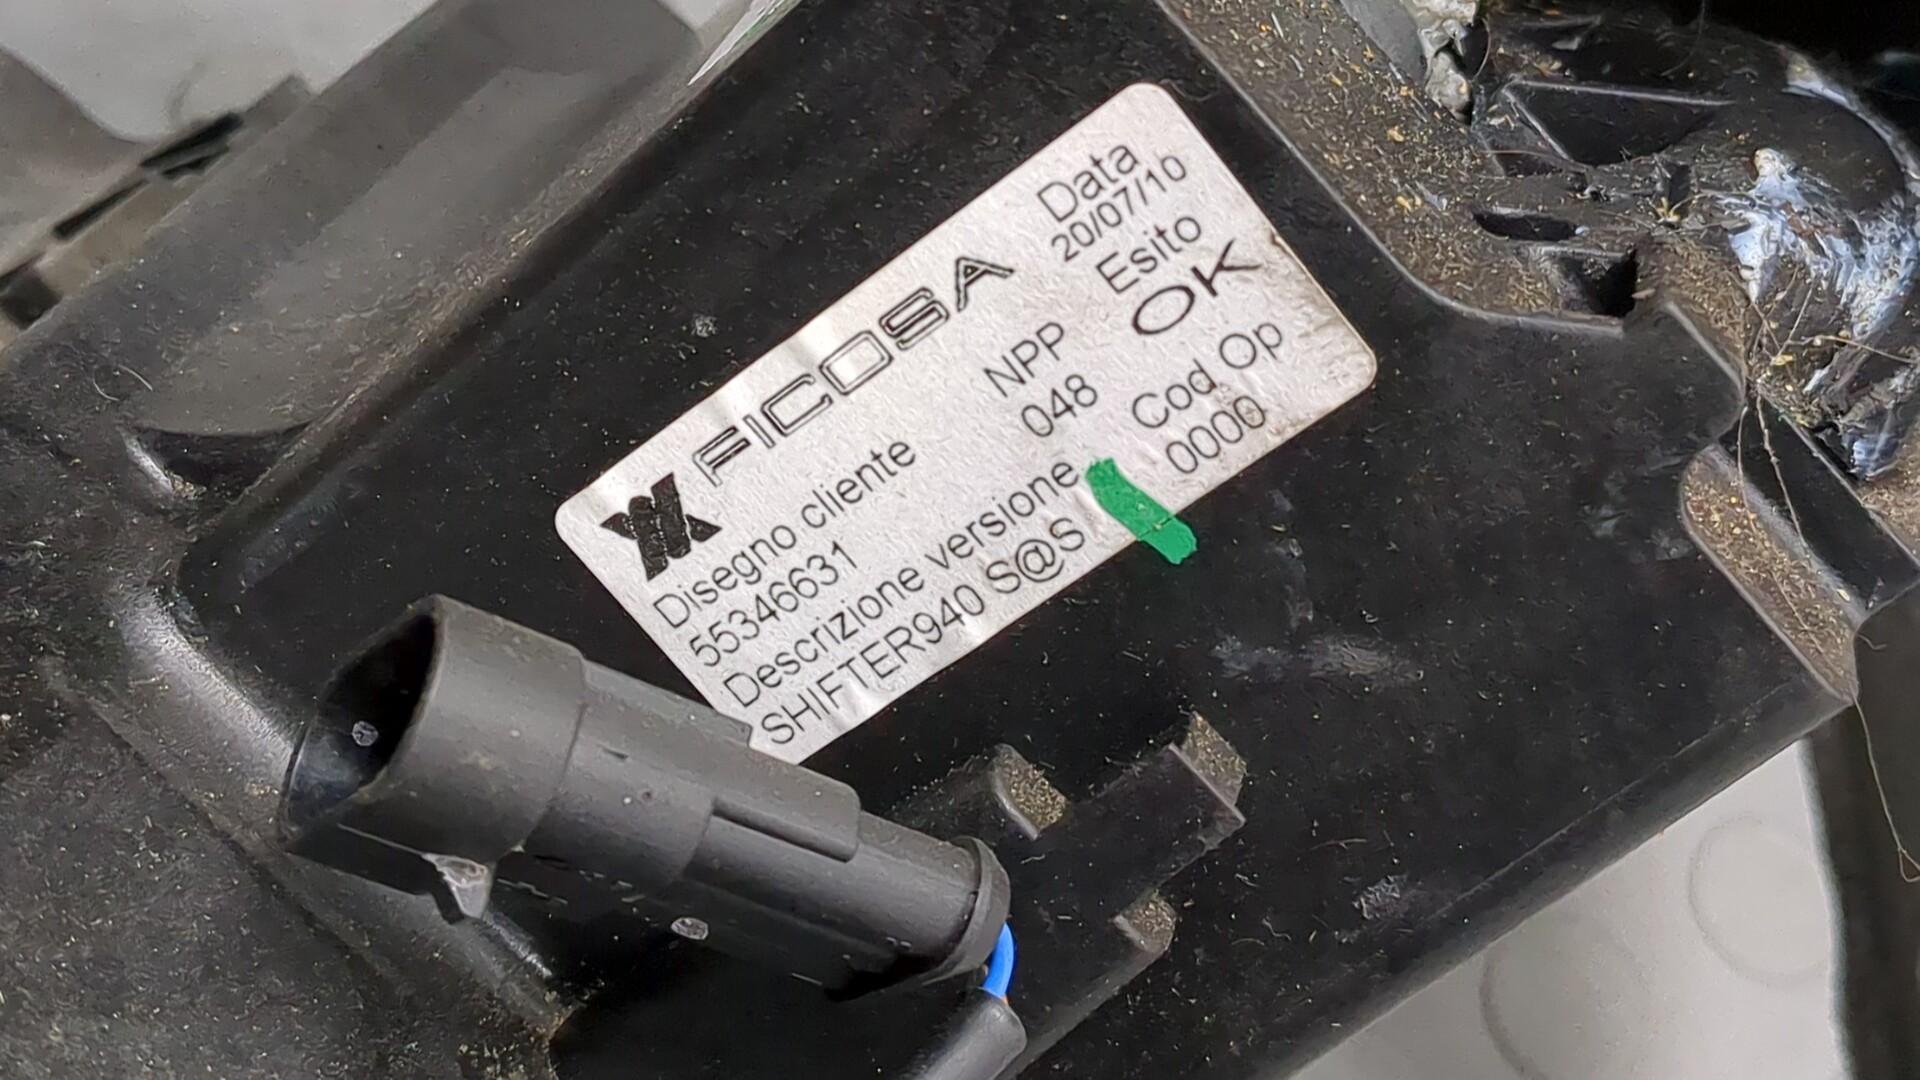 FICOSA
Data
20/07/10
Disegno cliente
55346631
NPP
048
Esito
OK
Descrizione versione
SHIFTER940 S@S
Cod Op
0000